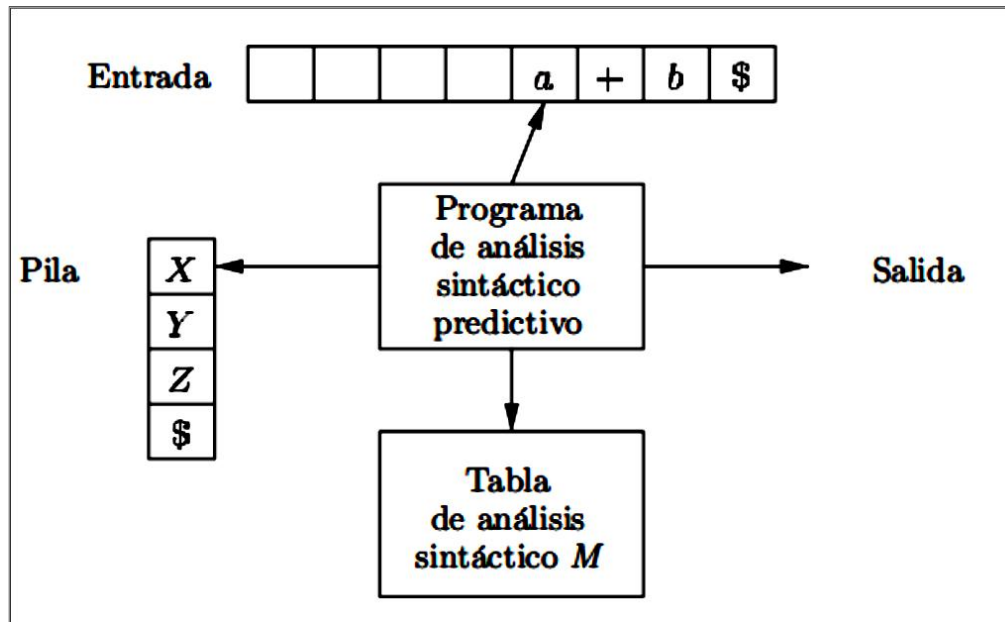 Entrada
a + b $
Programa
de análisis
sintáctico
predictivo
Pila
X
Y
Z
$
Salida
Tabla
de análisis
sintáctico M